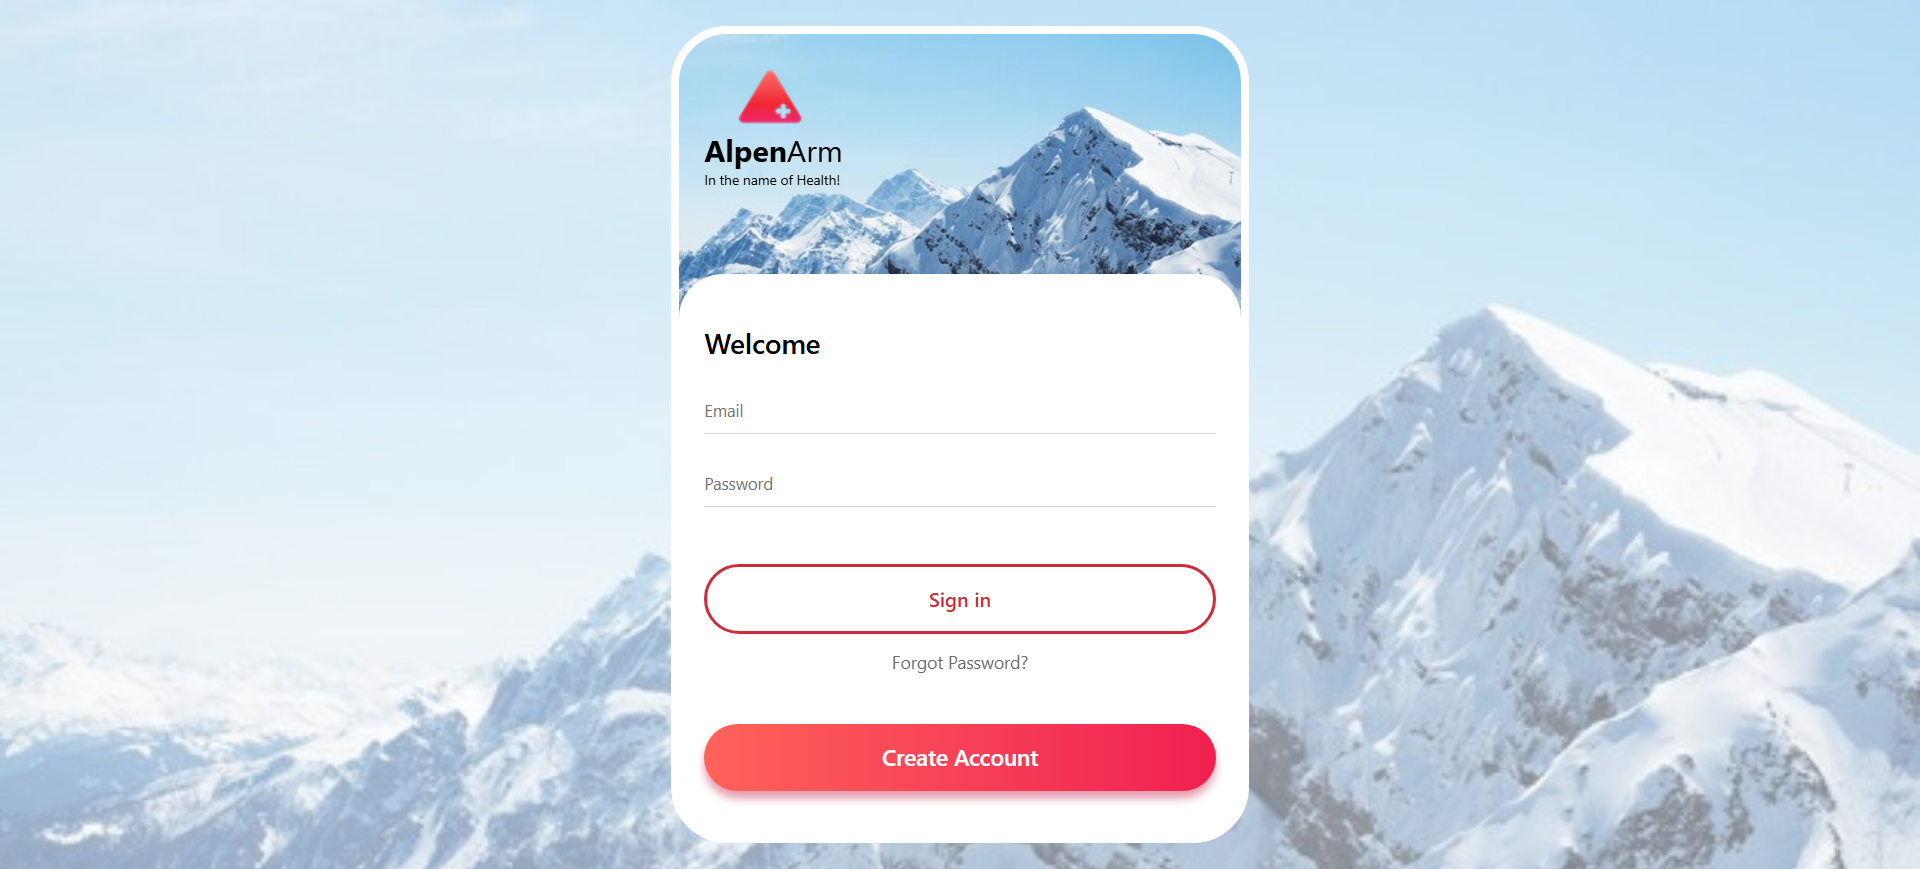 AlpenArm
In the name of Health!
Welcome
Email
Password
Sign in
Forgot Password?
Create Account